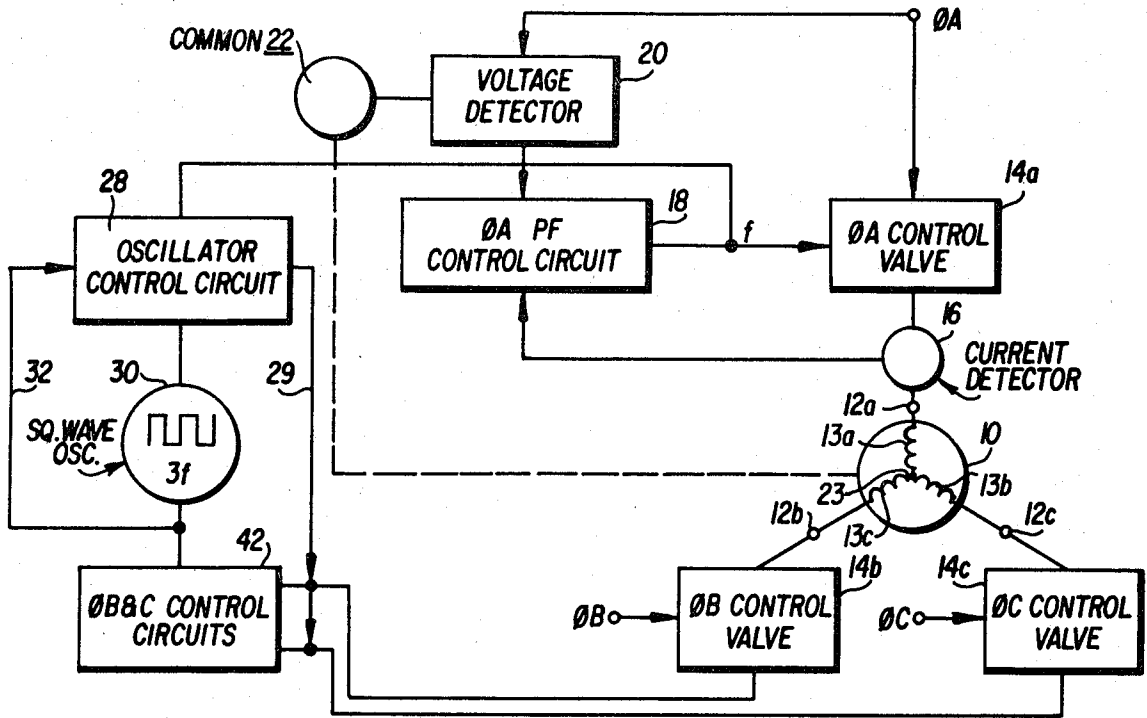 ØA
COMMON 22
20
VOLTAGE
DETECTOR
28
18
14a
OSCILLATOR
CONTROL CIRCUIT
ØA PF
CONTROL CIRCUIT
f
ØA CONTROL
VALVE
16
CURRENT
DETECTOR
32
30
29
12a
SQ. WAVE
OSC.
3f
13a
10
23
13b
12b
13c
12c
42
14b
14c
ØB&C CONTROL
CIRCUITS
ØB
ØB CONTROL
VALVE
ØC
ØC CONTROL
VALVE